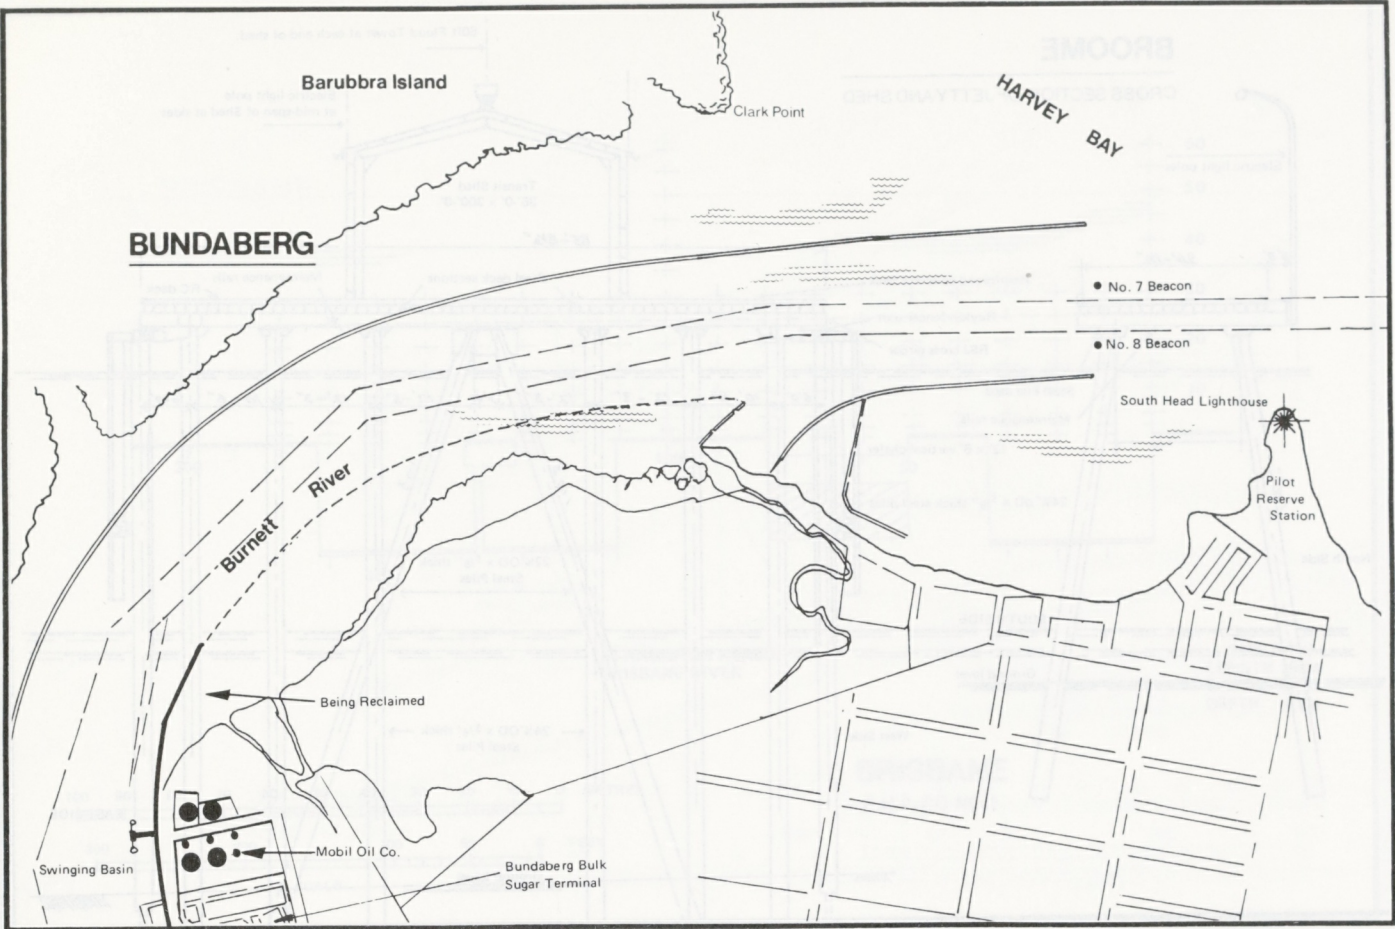 Barubbra Island
Clark Point
HARVEY BAY
BUNDABERG
No. 7 Beacon
No. 8 Beacon
South Head Lighthouse
Pilot
Reserve
Station
River
Burnett
Being Reclaimed
Mobil Oil Co.
Swinging Basin
Bundaberg Bulk
Sugar Terminal